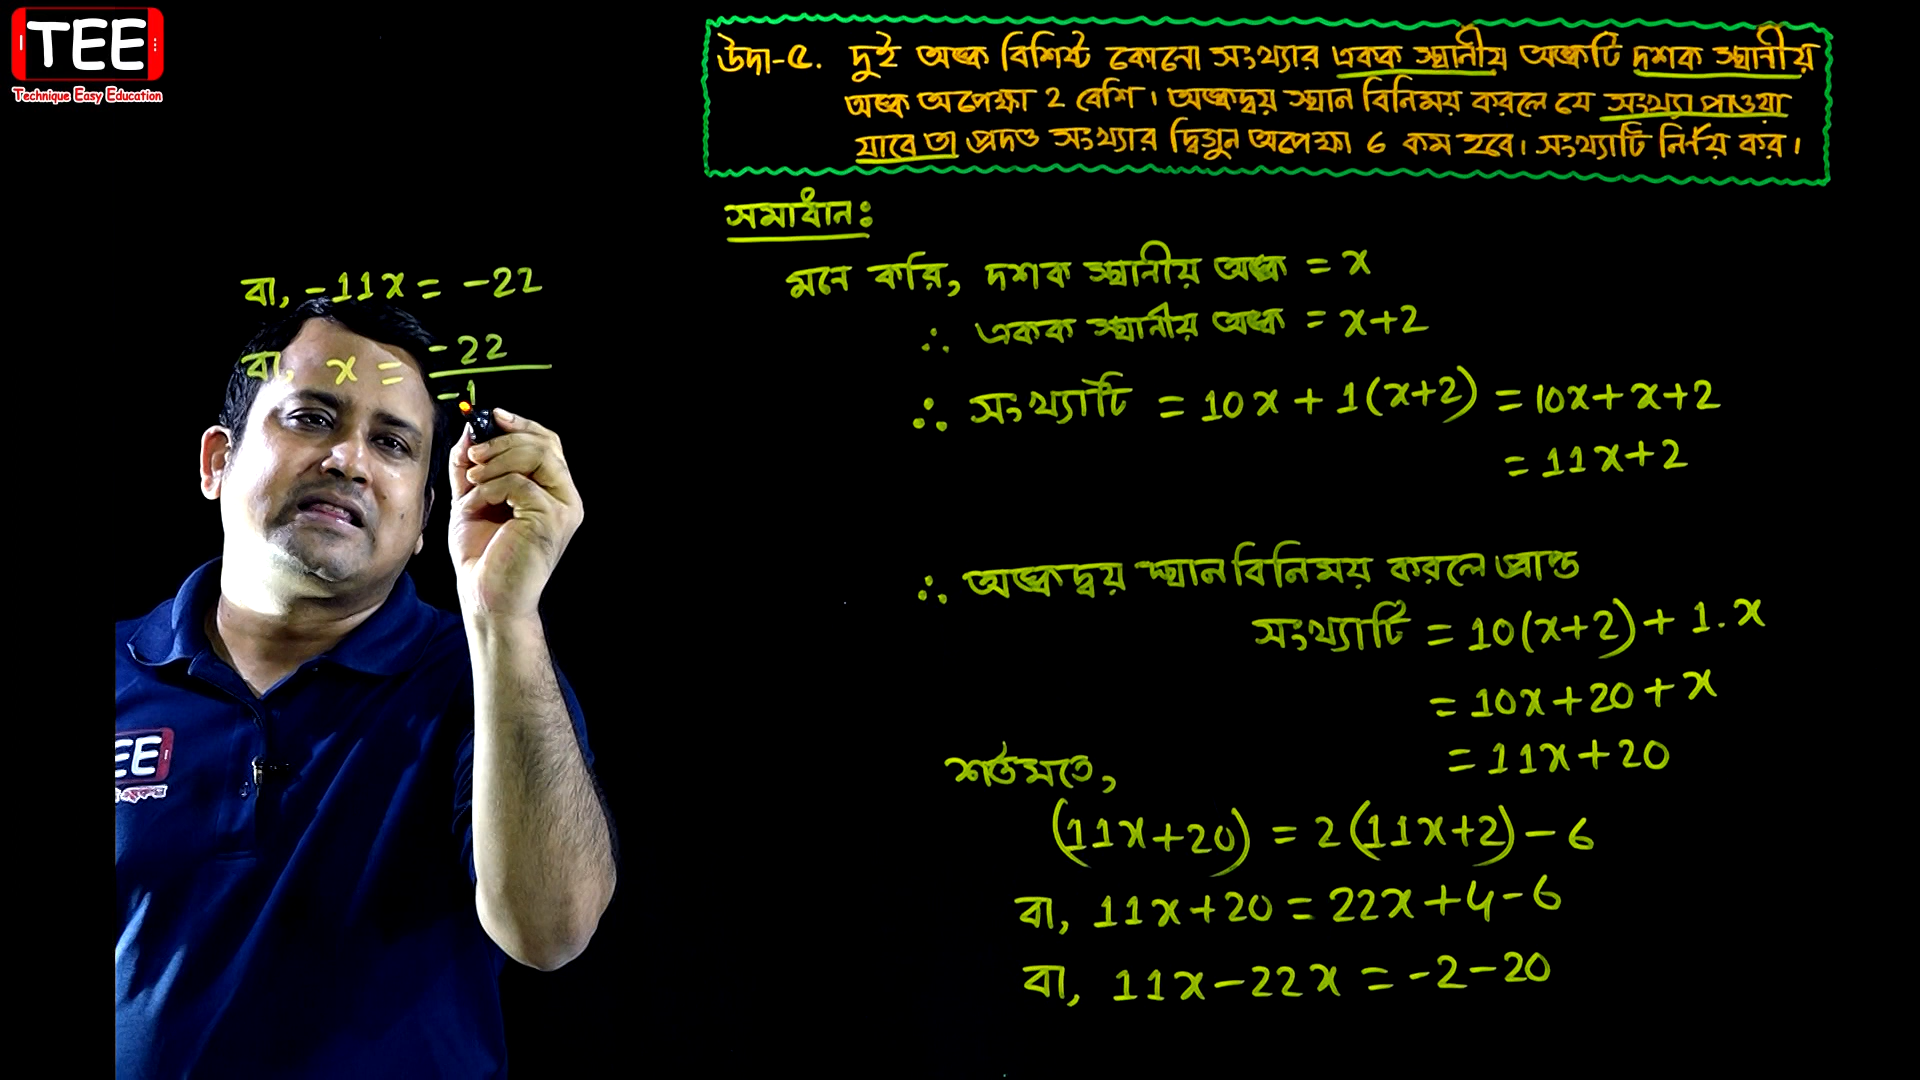 TEE
Technique Easy Education
উদা-৫. দুই অঙ্ক বিশিষ্ট কোনো সংখ্যার একক স্থানীয় অঙ্কটি দশক স্থানীয়
অঙ্ক অপেক্ষা 2 বেশি। অঙ্কদ্বয় স্থান বিনিময় করলে যে সংখ্যা পাওয়া
যাবে তা প্রদত্ত সংখ্যার দ্বিগুন অপেক্ষা 6 কম হবে। সংখ্যাটি নির্ণয় কর।
সমাধান:
মনে করি, দশক স্থানীয় অঙ্ক = x
∴ একক স্থানীয় অঙ্ক = x+2
∴ সংখ্যাটি = 10x + 1(x+2) = 10x+x+2
= 11x+2
∴ অঙ্কদ্বয় স্থান বিনিময় করলে প্রাপ্ত
সংখ্যাটি = 10(x+2) + 1.x
= 10x+20+x
= 11x+20
শর্তমতে,
(11x+20) = 2(11x+2)-6
বা, 11x+20 = 22x+4-6
বা, 11x-22x = -2-20
বা, -11x = -22
বা, x = -22
-1
EE